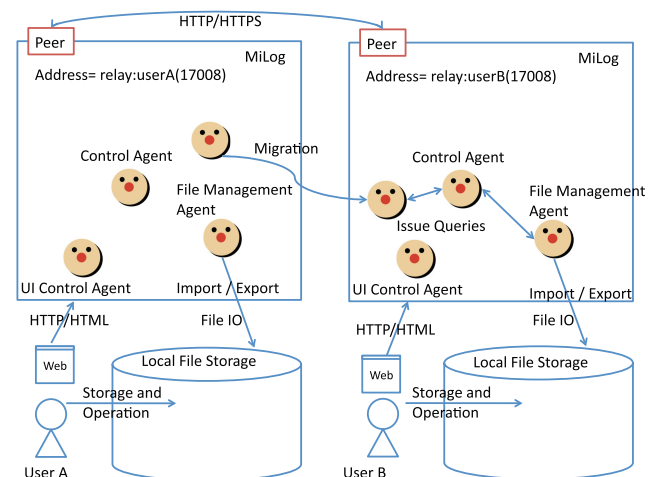 HTTP/HTTPS
Peer
MiLog
Address= relay:userA(17008)
Migration
Control Agent
File Management
Agent
UI Control Agent
Import / Export
HTTP/HTML
File IO
Web
Local File Storage
Storage and
Operation
User A
Peer
MiLog
Address= relay:userB(17008)
Control Agent
File Management
Agent
Issue Queries
UI Control Agent
Import / Export
HTTP/HTML
File IO
Web
Local File Storage
Storage and
Operation
User B